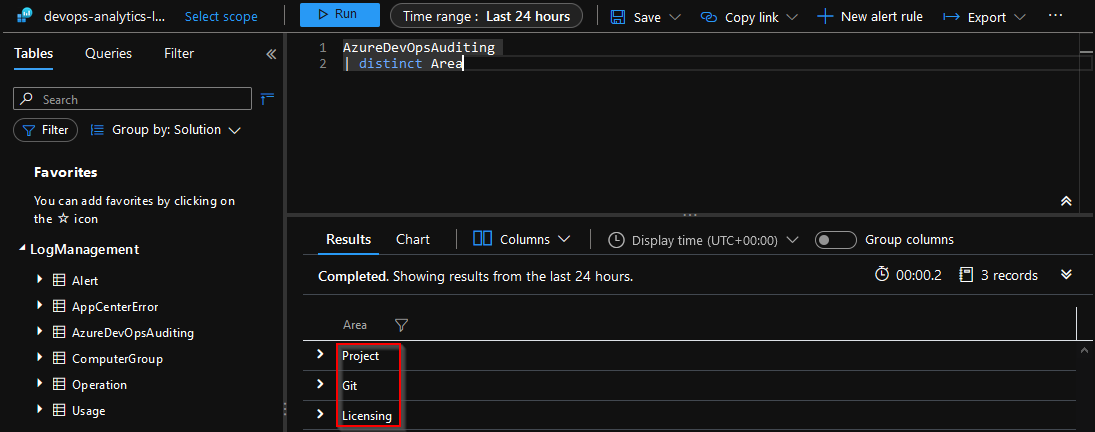 devops-analytics-l... Select scope Run Time range : Last 24 hours Save Copy link New alert rule Export ...
Tables Queries Filter
Search
Filter Group by: Solution
Favorites
You can add favorites by clicking on
the ☆ icon
LogManagement
Alert
AppCenterError
AzureDevOpsAuditing
ComputerGroup
Operation
Usage
1 AzureDevOpsAuditing
2 | distinct Area
Results Chart Columns Display time (UTC+00:00) Group columns
Completed. Showing results from the last 24 hours. 00:00.2 3 records
Area
Project
Git
Licensing